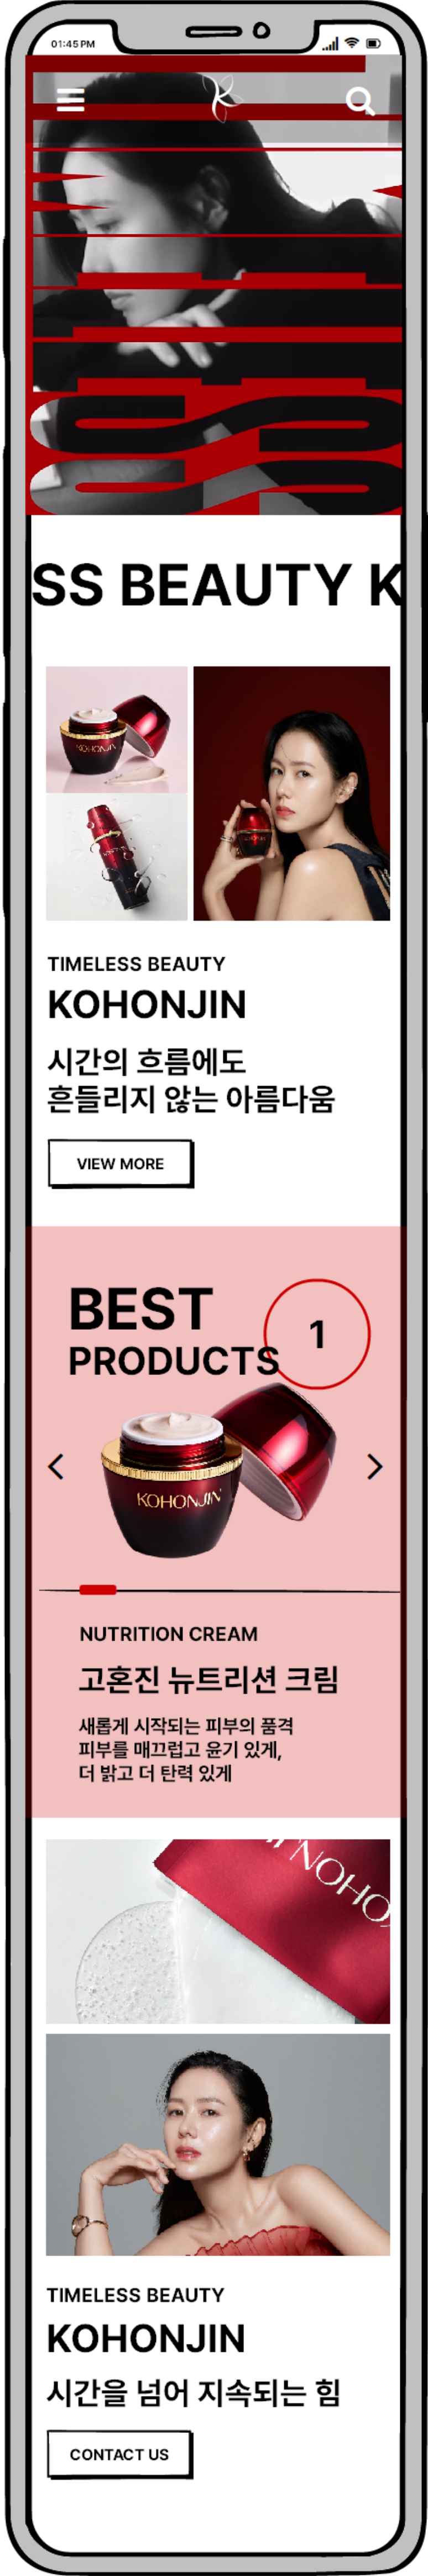 01:45 PM
SS BEAUTY K
KOHONJIN
TIMELESS BEAUTY
KOHONJIN
시간의 흐름에도
흔들리지 않는 아름다움
VIEW MORE
BEST
PRODUCTS
1
KOHONJIN
NUTRITION CREAM
고혼진 뉴트리션 크림
새롭게 시작되는 피부의 품격
피부를 매끄럽고 윤기 있게,
더 밝고 더 탄력 있게
NOHO
TIMELESS BEAUTY
KOHONJIN
시간을 넘어 지속되는 힘
CONTACT US